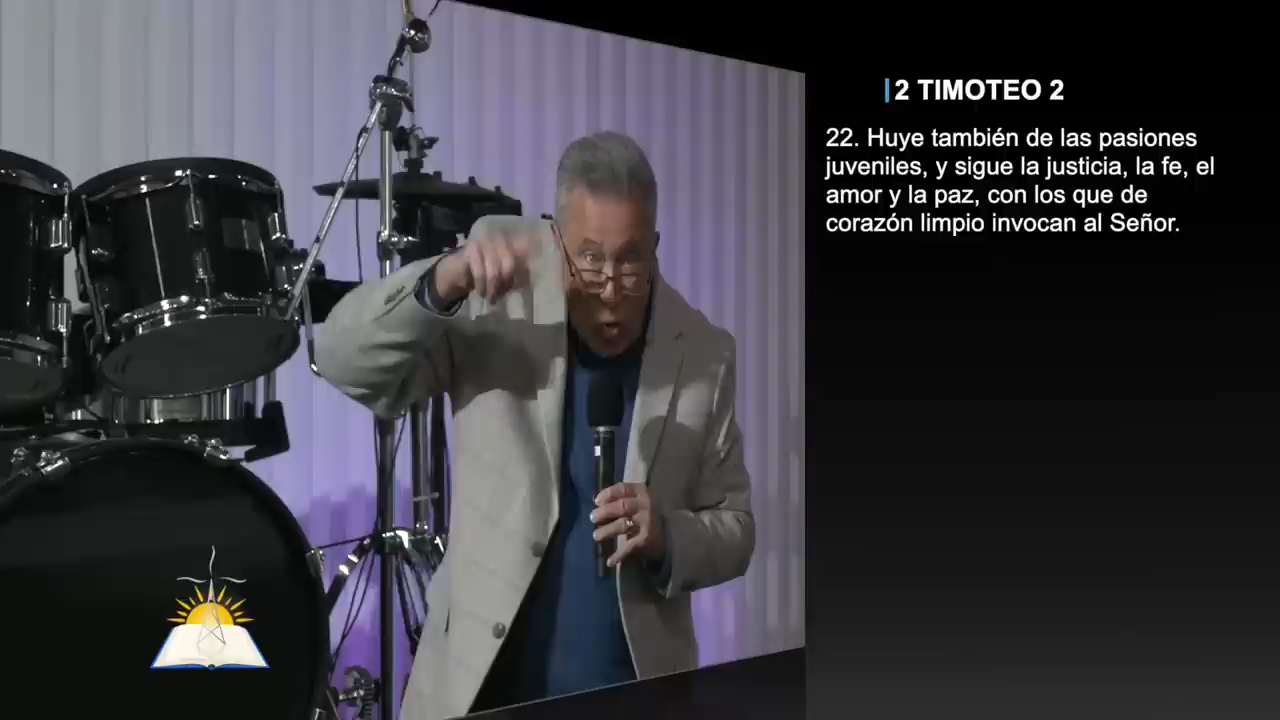 2 TIMOTEO 2
22. Huye también de las pasiones
juveniles, y sigue la justicia, la fe, el
amor y la paz, con los que de
corazón limpio invocan al Señor.